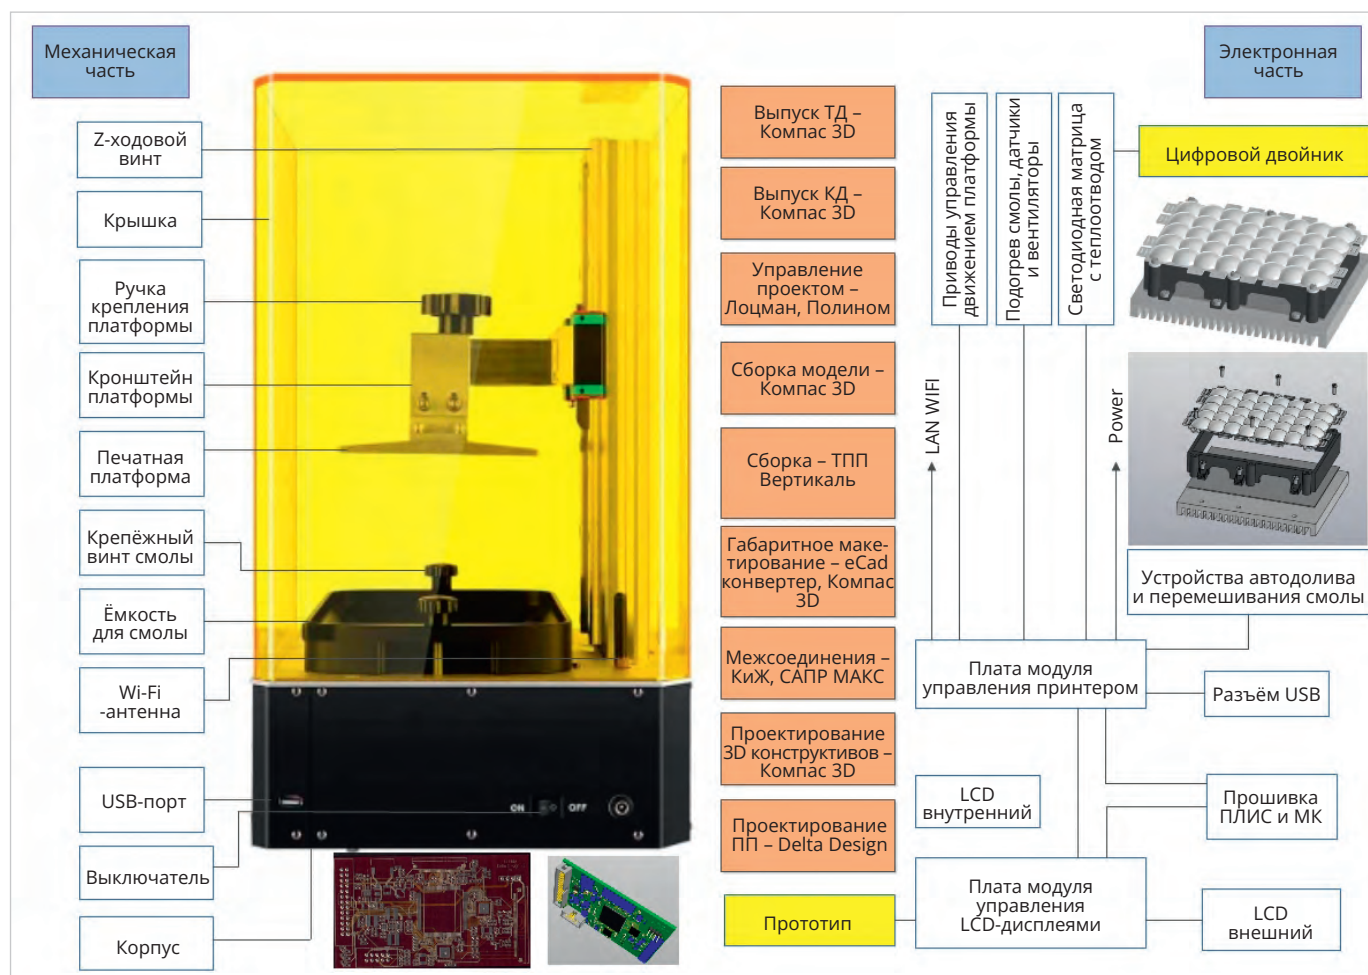 Механическая
часть
Z-ходовой
винт
Крышка
Ручка
крепления
платформы
Кронштейн
платформы
Печатная
платформа
Крепёжный
винт смолы
Ёмкость
для смолы
Wi-Fi
-антенна
USB-порт
Выключатель
Корпус
ON
OFF
Выпуск ТД –
Компас 3D
Выпуск КД –
Компас 3D
Управление
проектом –
Лоцман, Полином
Сборка модели –
Компас 3D
Сборка – ТПП
Вертикаль
Габаритное маке-
тирование – eCad
конвертер, Компас
3D
Межсоединения –
КиЖ, САПР МАКС
Проектирование
3D конструктивов –
Компас 3D
Проектирование
ПП – Delta Design
Прототип
Электронная
часть
Приводы управления
движением платформы
Подогрев смолы, датчики
и вентиляторы
Светодиодная матрица
с теплоотводом
Цифровой двойник
LAN WIFI
Power
Устройства автодолива
и перемешивания смолы
Плата модуля
управления принтером
Разъём USB
LCD
внутренний
Прошивка
ПЛИС и МК
Плата модуля
управления
LCD-дисплеями
LCD
внешний